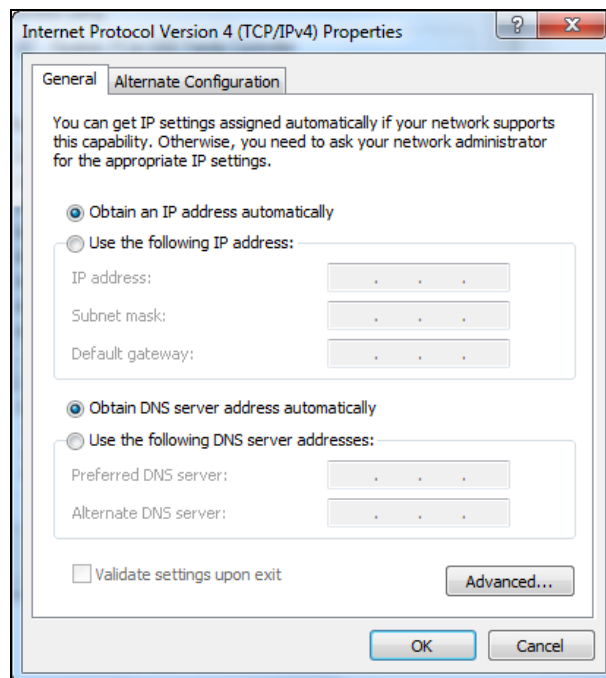 Internet Protocol Version 4 (TCP/IPv4) Properties
? X
General Alternate Configuration
You can get IP settings assigned automatically if your network supports
this capability. Otherwise, you need to ask your network administrator
for the appropriate IP settings.
Obtain an IP address automatically
Use the following IP address:
IP address: . . .
Subnet mask: . . .
Default gateway: . . .
Obtain DNS server address automatically
Use the following DNS server addresses:
Preferred DNS server: . . .
Alternate DNS server: . . .
Validate settings upon exit
Advanced...
OK Cancel